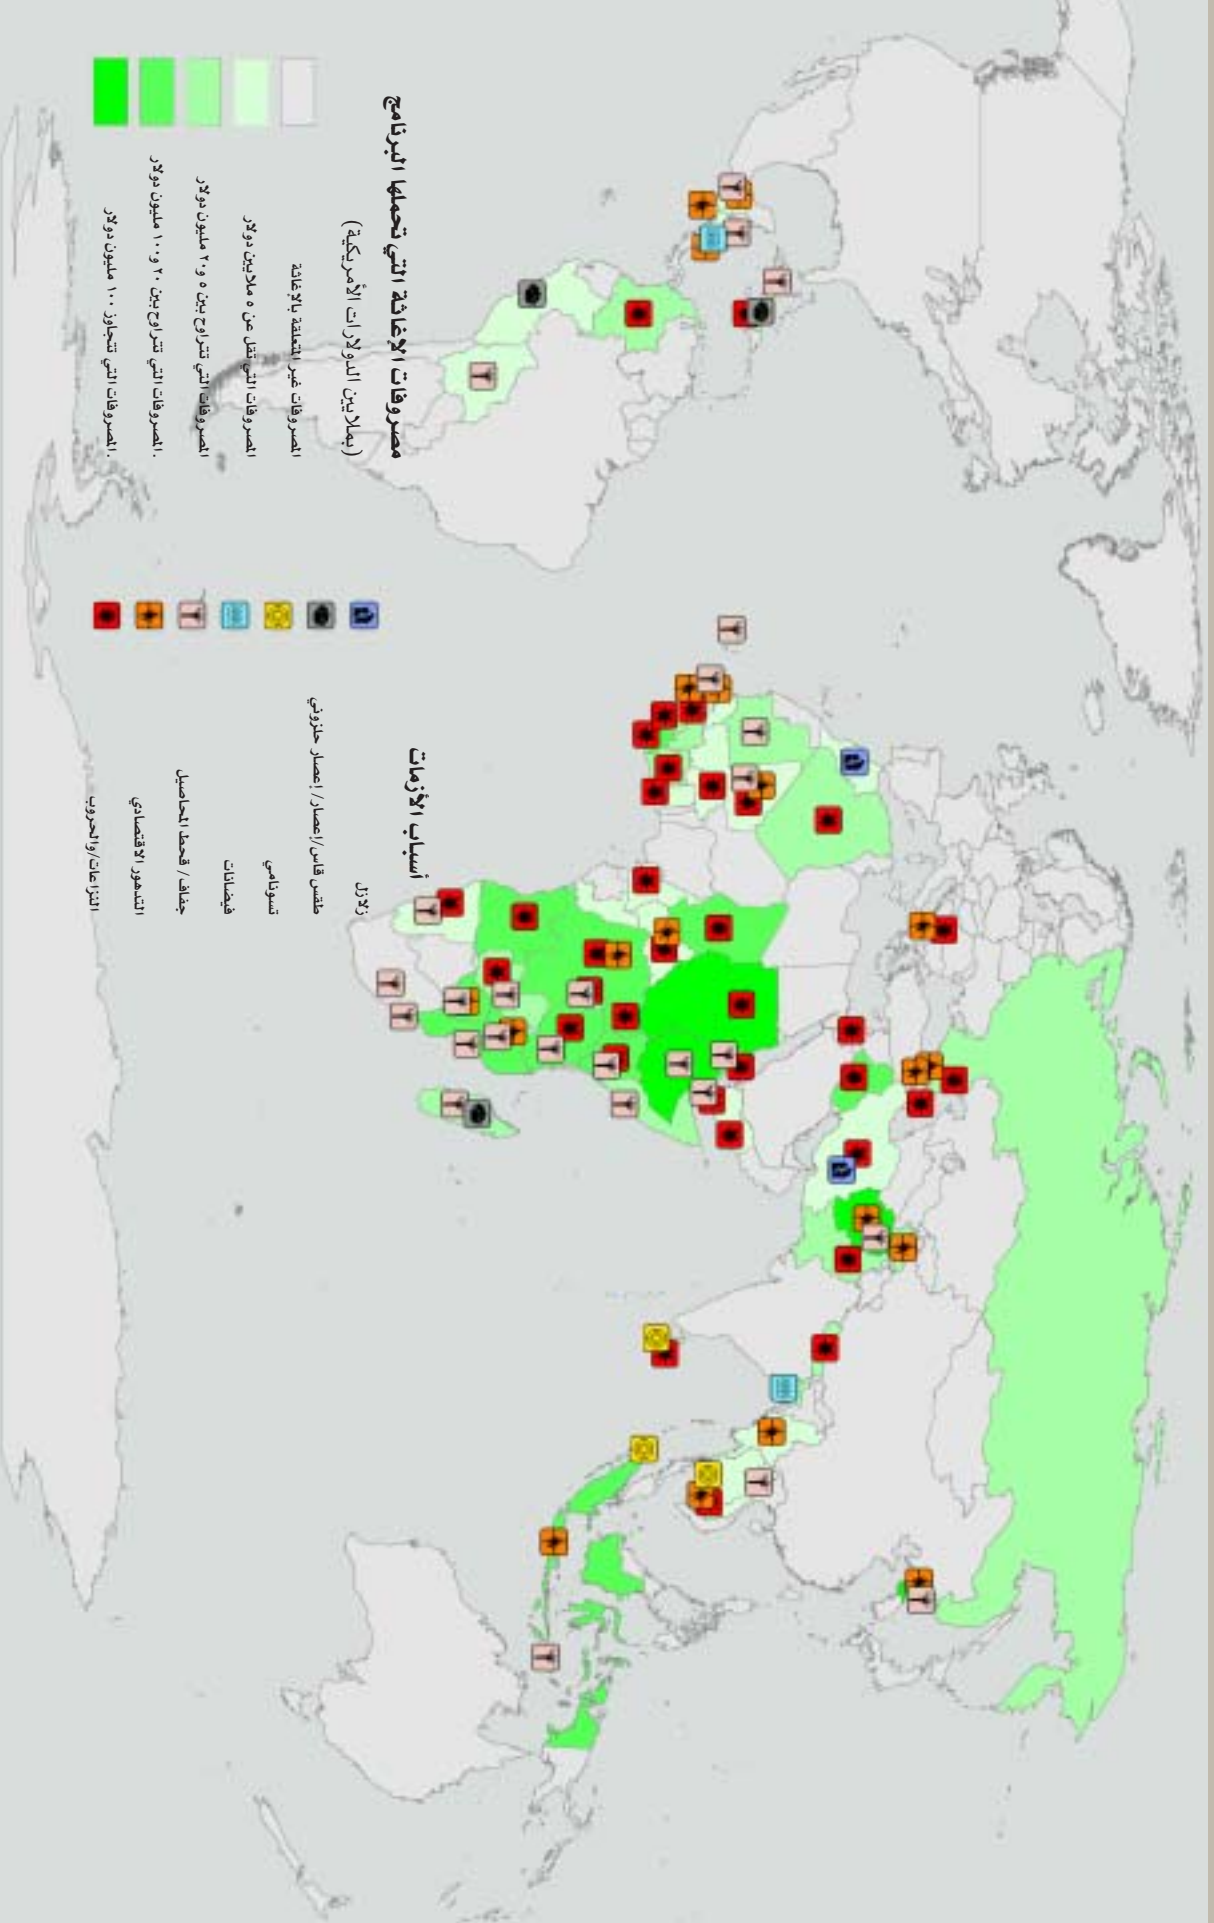 مصروفات الإغاثة التي تحملها البرنامج
(بملايين الدولارات الأمريكية)
المصروفات غير المتعلقة بالإغاثة
المصروفات التي تقل عن ٥ ملايين دولار
المصروفات التي تتراوح بين ٥ و ٢٠ مليون دولار
المصروفات التي تتراوح بين ٢٠ و ١٠٠ مليون دولار.
المصروفات التي تتجاوز ١٠٠ مليون دولار.
أسباب الأزمات
زلازل
طقس قاس/إعصار/ إعصار حلزوني
تسونامي
فيضانات
جفاف/ قحط المحاصيل
التدهور الاقتصادي
النزاعات/والحروب